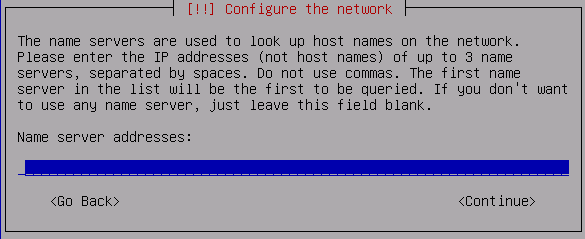 [!!] Configure the network
The name servers are used to look up host names on the network.
Please enter the IP addresses (not host names) of up to 3 name
servers, separated by spaces. Do not use commas. The first name
server in the list will be the first to be queried. If you don't want
to use any name server, just leave this field blank.
Name server addresses:
<Go Back> <Continue>